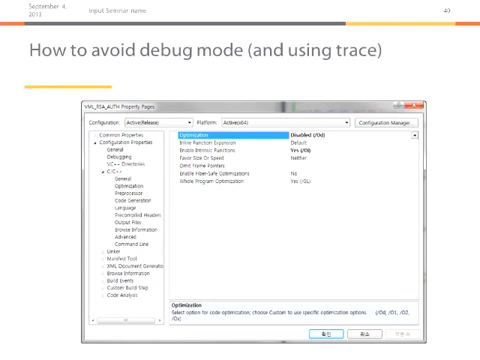 September 4,
2013
Input Seminar name
40
How to avoid debug mode (and using trace)
VML_RSA_AUTH Property Pages
Configuration: Active(Release)
Platform: Active(x64)
Configuration Manager...
Common Properties
Configuration Properties
General
Debugging
VC++ Directories
C/C++
General
Optimization
Preprocessor
Code Generation
Language
Precompiled Headers
Output Files
Browse Information
Advanced
Command Line
Linker
Manifest Tool
XML Document Generator
Browse Information
Build Events
Custom Build Step
Code Analysis
Optimization Disabled (/Od)
Inline Function Expansion Default
Enable Intrinsic Functions Yes (/Oi)
Favor Size Or Speed Neither
Omit Frame Pointers
Enable Fiber-Safe Optimizations No
Whole Program Optimization Yes (/GL)
Optimization
Select option for code optimization; choose Custom to use specific optimization options. (/Od, /O1, /O2,
/Ox)
확인
취소